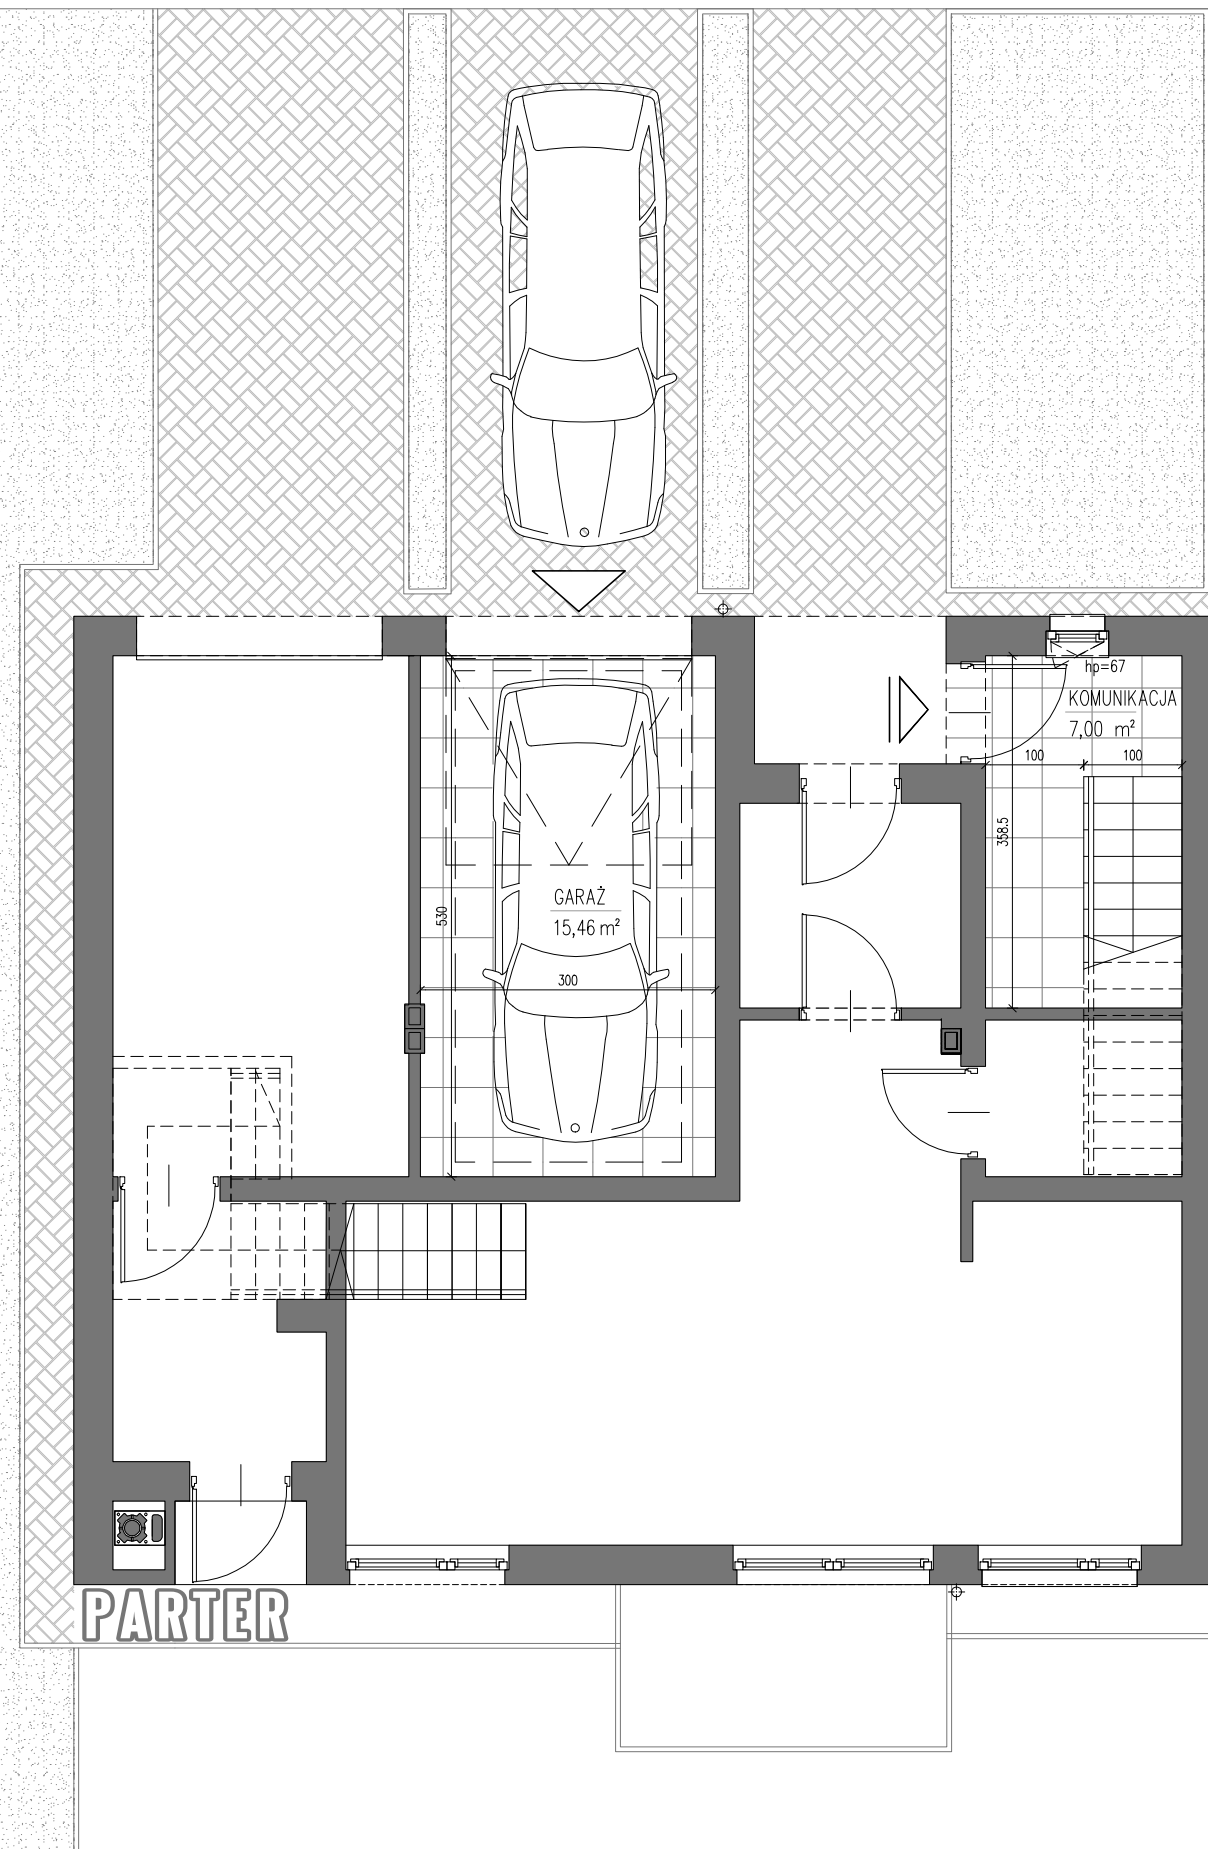 hp=67
KOMUNIKACJA
7,00 m²
100
100
358.5
GARAŻ
15,46 m²
530
300
PARTER